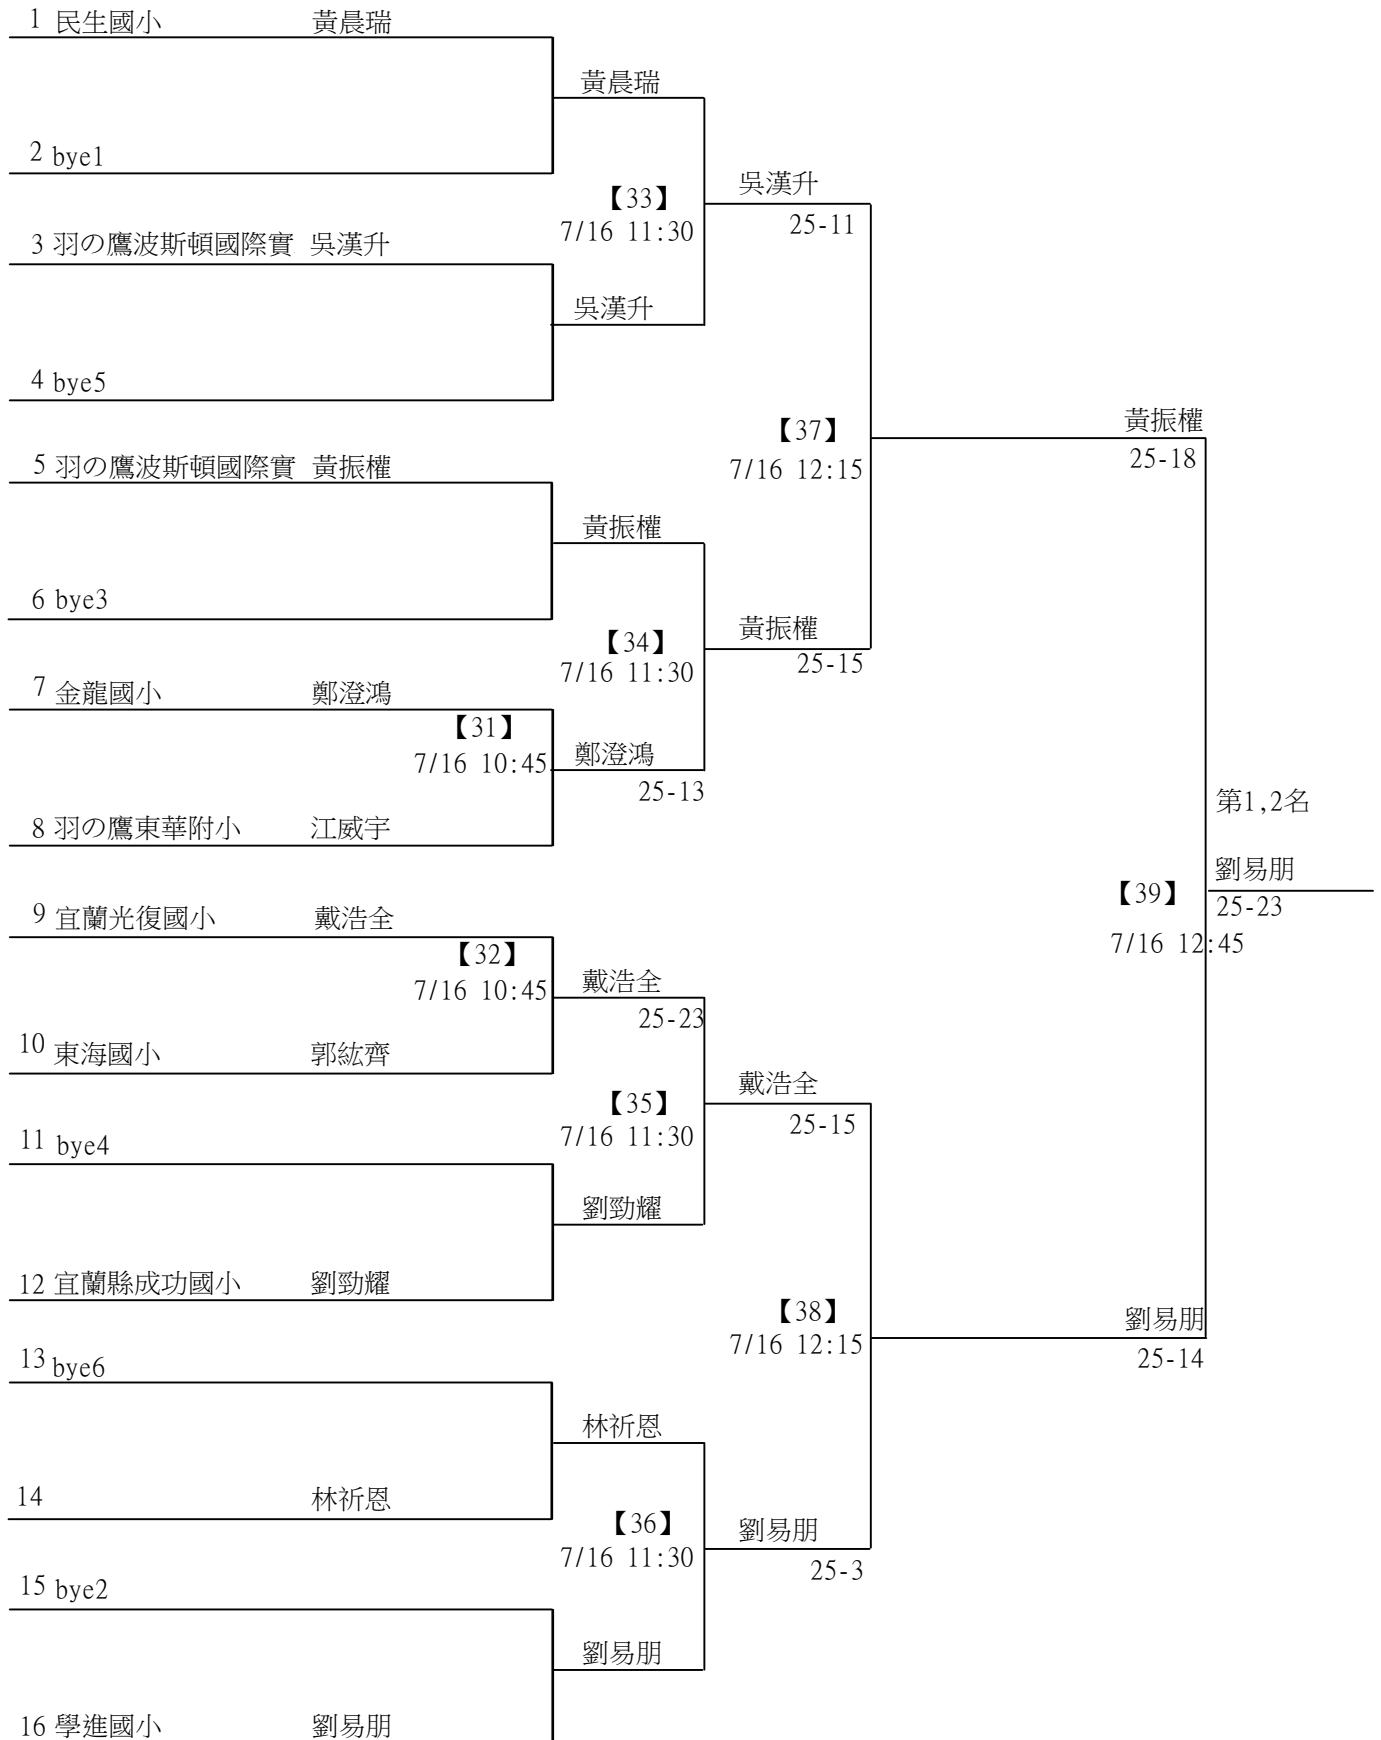 1 民生國小 黃晨瑞
黃晨瑞
2 bye1
【33】
7/16 11:30
吳漢升
25-11
3 羽の鷹波斯頓國際實 吳漢升
吳漢升
4 bye5
【37】
7/16 12:15
黃振權
25-18
5 羽の鷹波斯頓國際實 黃振權
黃振權
6 bye3
【34】
7/16 11:30
黃振權
25-15
7 金龍國小 鄭澄鴻
【31】
7/16 10:45
鄭澄鴻
25-13
8 羽の鷹東華附小 江威宇
第1,2名
劉易朋
25-23
【39】
7/16 12:45
9 宜蘭光復國小 戴浩全
【32】
7/16 10:45
戴浩全
25-23
10 東海國小 郭紘齊
【35】
7/16 11:30
戴浩全
25-15
11 bye4
劉勁耀
12 宜蘭縣成功國小 劉勁耀
【38】
7/16 12:15
劉易朋
25-14
13 bye6
林祈恩
14 林祈恩
【36】
7/16 11:30
劉易朋
25-3
15 bye2
劉易朋
16 學進國小 劉易朋